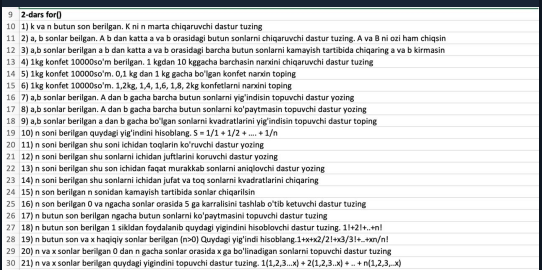 9 2-dars for()
10 1) k va n butun son berilgan. K ni n marta chiqaruvchi dastur tuzing
11 2) a, b sonlar beilgan. A b dan katta a va b orasidagi butun sonlarni chiqaruvchi dastur tuzing. A va B ni ozi ham chiqsin
12 3) a,b sonlar berilgan a b dan katta a va b orasidagi barcha butun sonlarni kamayish tartibida chiqaring a va b kirmasin
13 4) 1kg konfet 10000so'm berilgan. 1 kgdan 10 kggacha barchasin narxini chiqaruvchi dastur tuzing
14 5) 1kg konfet 10000so'm. 0,1 kg dan 1 kg gacha bo'lgan konfet narxin toping
15 6) 1kg konfet 10000so'm. 1,2kg, 1,4, 1,6, 1,8, 2kg konfetlarni narxini toping
16 7) a,b sonlar berilgan. A dan b gacha barcha butun sonlarni yig'indisin topuvchi dastur yozing
17 8) a,b sonlar berilgan. A dan b gacha barcha butun sonlarni ko'paytmasin topuvchi dastur yozing
18 9) a,b sonlar berilgan a dan b gacha bo'lgan sonlarni kvadratlarini yig'indisin topuvchi dastur toping
19 10) n soni berilgan quydagi yig'indini hisoblang. S = 1/1 + 1/2 + .... + 1/n
20 11) n soni berilgan shu soni ichidan toqlarin ko'ruvchi dastur yozing
21 12) n soni berilgan shu sonlarni ichidan juftlarini koruvchi dastur yozing
22 13) n soni berilgan shu son ichidan faqat murakkab sonlarni aniqlovchi dastur yozing
23 14) n soni berilgan shu sonlarni ichidan jufat va toq sonlarni kvadratlarini chiqaring
24 15) n son berilgan n sonidan kamayish tartibida sonlar chiqarilsin
25 16) n son berilgan 0 va ngacha sonlar orasida 5 ga karralisini tashlab o'tib ketuvchi dastur tuzing
26 17) n butun son berilgan ngacha butun sonlarni ko'paytmasini topuvchi dastur tuzing
27 18) n butun son berilgan 1 sikldan foydalanib quydagi yigindini hisoblovchi dastur tuzing. 1!+2!+..+n!
28 19) n butun son va x haqiqiy sonlar berilgan (n>0) Quydagi yig'indi hisoblang.1+x+x2/2!+x3/3!+..+xn/n!
29 20) n va x sonlar berilgan 0 dan n gacha sonlar orasida x ga bo'linadigan sonlarni topuvchi dastur tuzing
30 21) n va x sonlar berilgan quydagi yigindini topuvchi dastur tuzing. 1(1,2,3...x) + 2(1,2,3..x) + .. + n(1,2,3,..x)